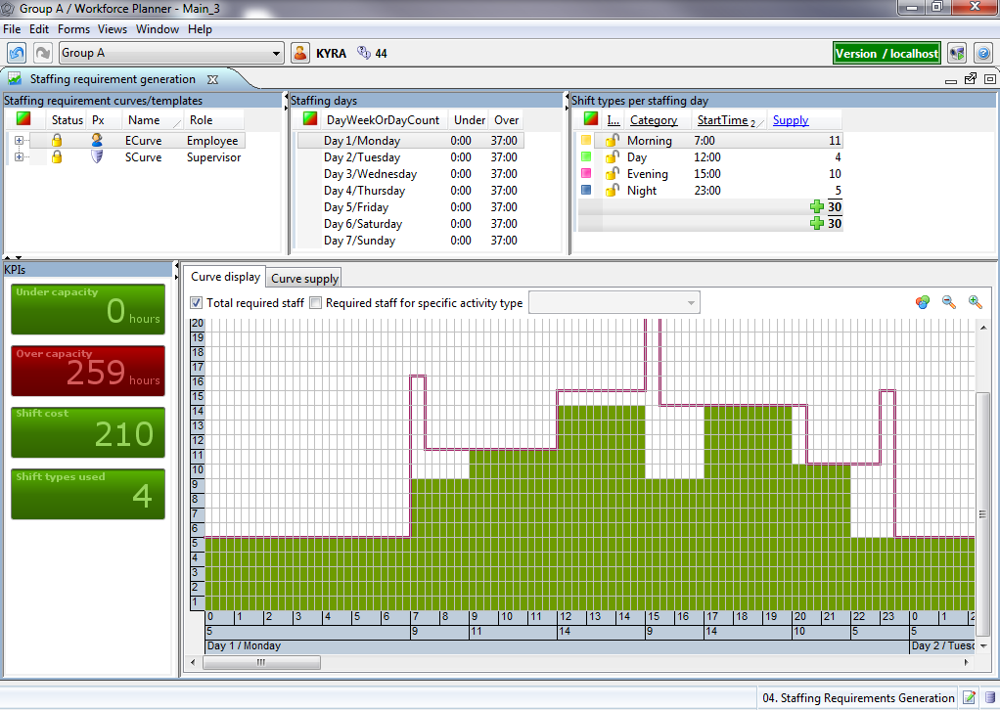 Group A / Workforce Planner - Main_3
File Edit Forms Views Window Help
Group A KYRA 44 Version / localhost
Staffing requirement generation
Staffing requirement curves/templates
Status Px Name Role
ECurve Employee
SCurve Supervisor
Staffing days
DayWeekOrDayCount Under Over
Day 1/Monday 0:00 37:00
Day 2/Tuesday 0:00 37:00
Day 3/Wednesday 0:00 37:00
Day 4/Thursday 0:00 37:00
Day 5/Friday 0:00 37:00
Day 6/Saturday 0:00 37:00
Day 7/Sunday 0:00 37:00
Shift types per staffing day
I... Category StartTime 2 Supply
Morning 7:00 11
Day 12:00 4
Evening 15:00 10
Night 23:00 5
30
30
KPIs
Under capacity
0 hours
Over capacity
259 hours
Shift cost
210
Shift types used
4
Curve display Curve supply
Total required staff Required staff for specific activity type
20
19
18
17
16
15
14
13
12
11
10
9
8
7
6
5
4
3
2
1
0 1 2 3 4 5 6 7 8 9 10 11 12 13 14 15 16 17 18 19 20 21 22 23 0 1 2
5 9 11 14 9 14 10 5 5
Day 1 / Monday Day 2 / Tuesc
04. Staffing Requirements Generation